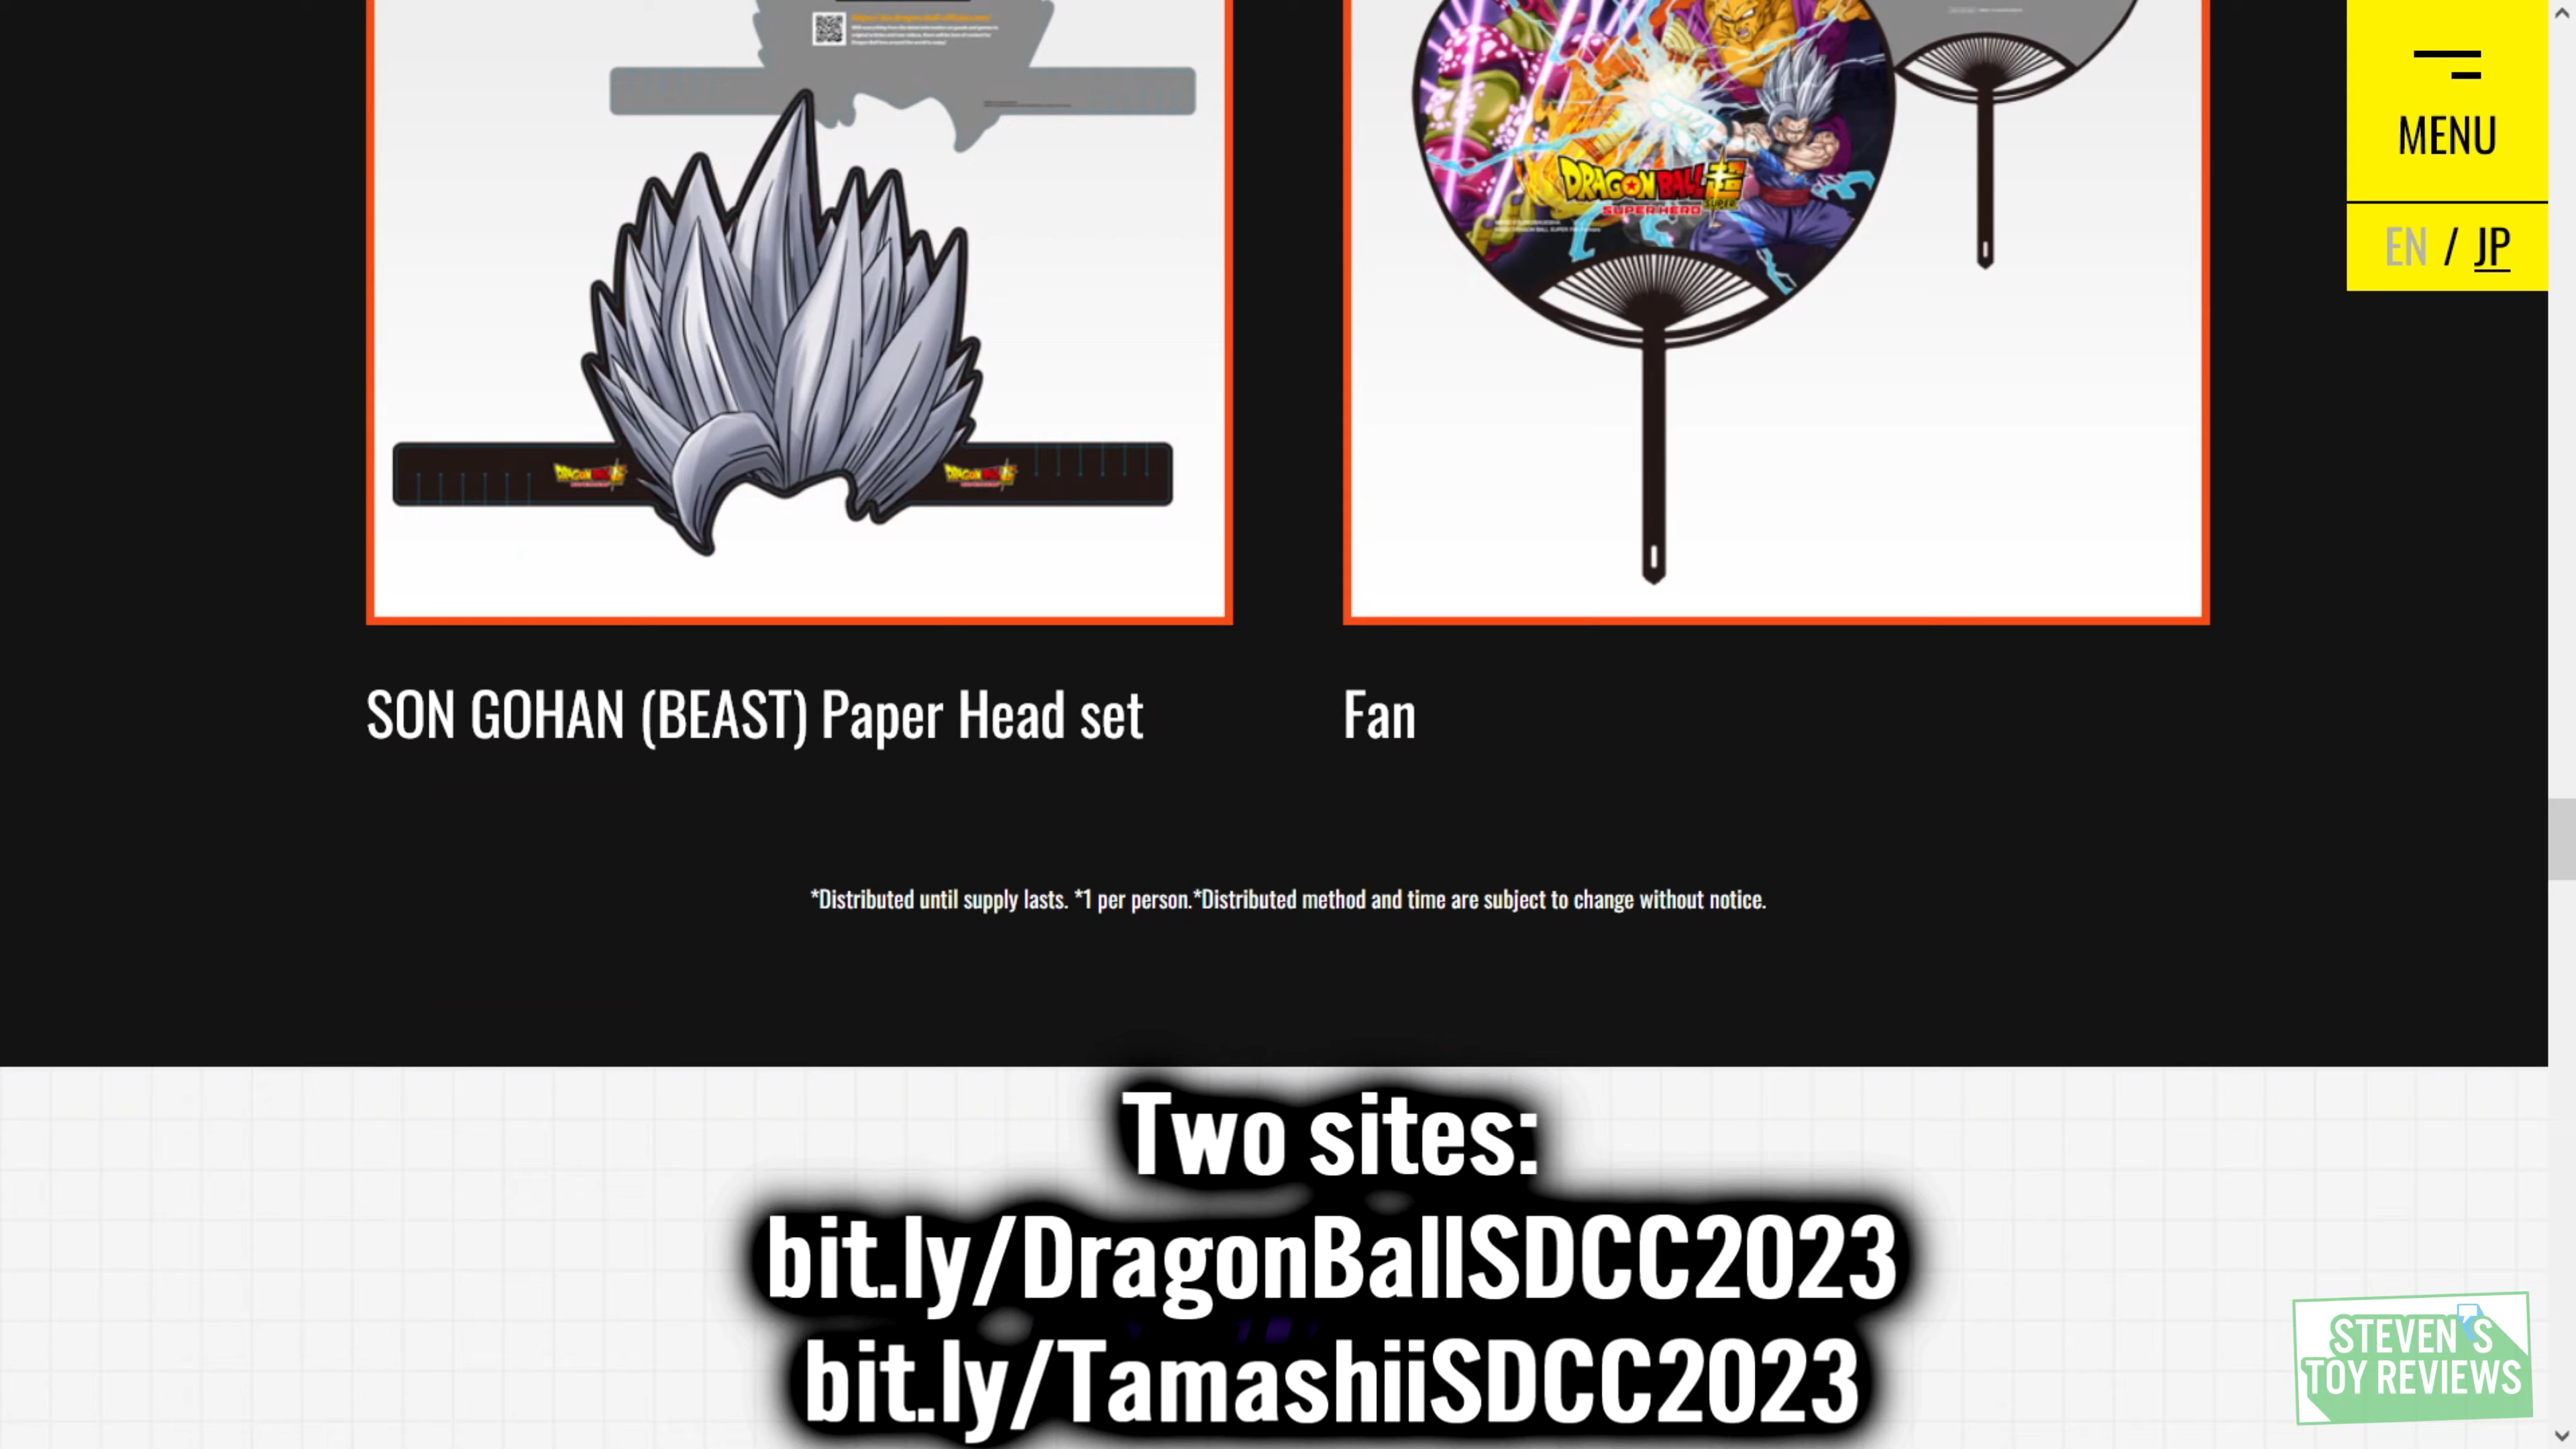 MENU
EN / JP
DRAGON BALL 超
SUPER HERO
SON GOHAN (BEAST) Paper Head set
Fan
*Distributed until supply lasts. *1 per person.*Distributed method and time are subject to change without notice.
Two sites:
bit.ly/DragonBallSDCC2023
bit.ly/TamashiiSDCC2023
STEVEN'S
TOY REVIEWS